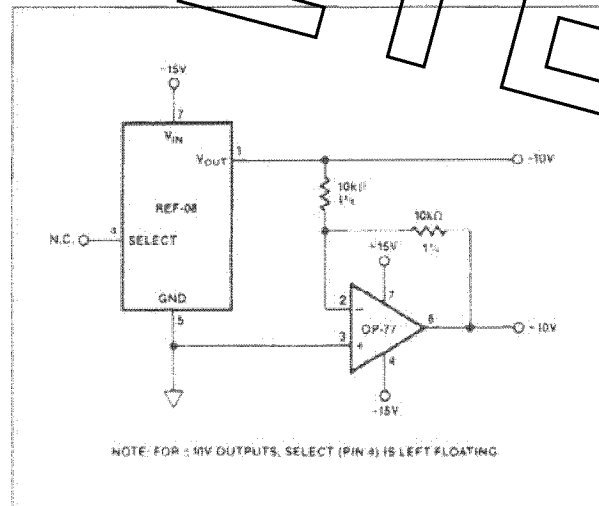 -15V
7
VIN
VOUT
1
-10V
REF-08
10kΩ
1%
10kΩ
1%
N.C.
4
SELECT
+15V
7
GND
5
2
-
OP-77
6
-10V
3
+
4
-15V
NOTE: FOR ±10V OUTPUTS, SELECT (PIN 4) IS LEFT FLOATING.